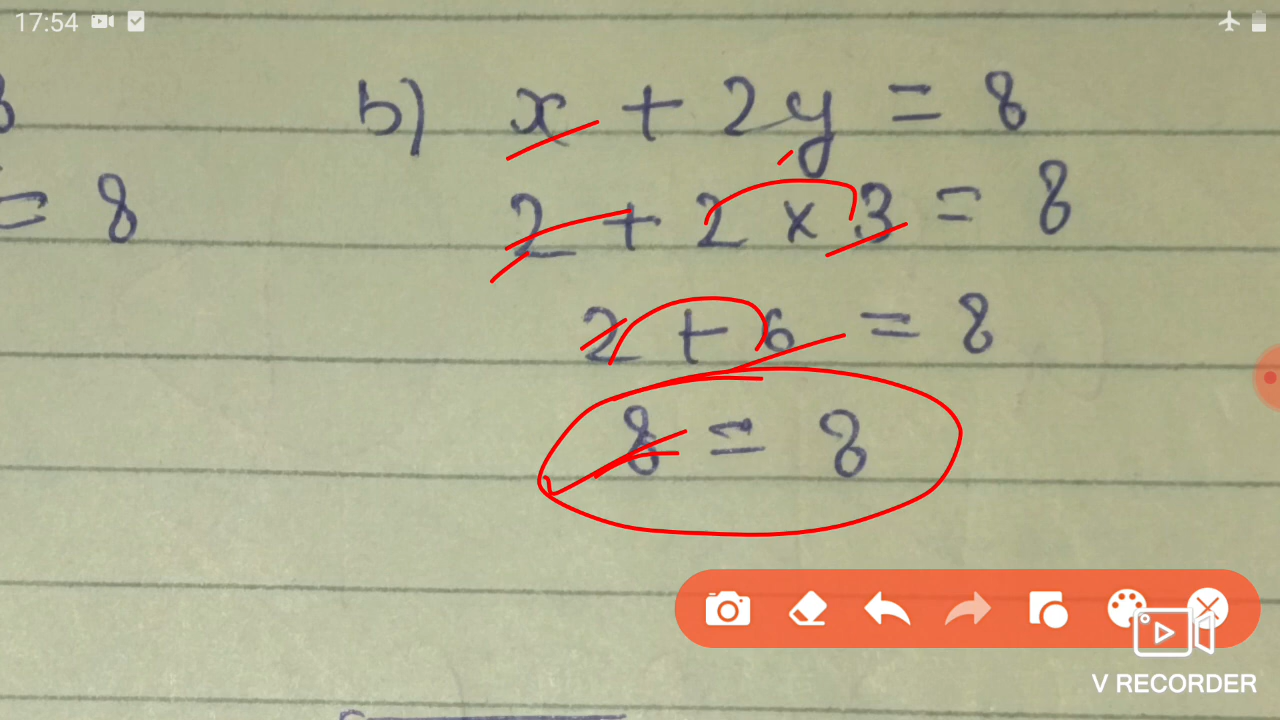 17:54
b) x + 2y = 8
= 8
2 + 2 × 3 = 8
2 + 6 = 8
8 = 8
V RECORDER